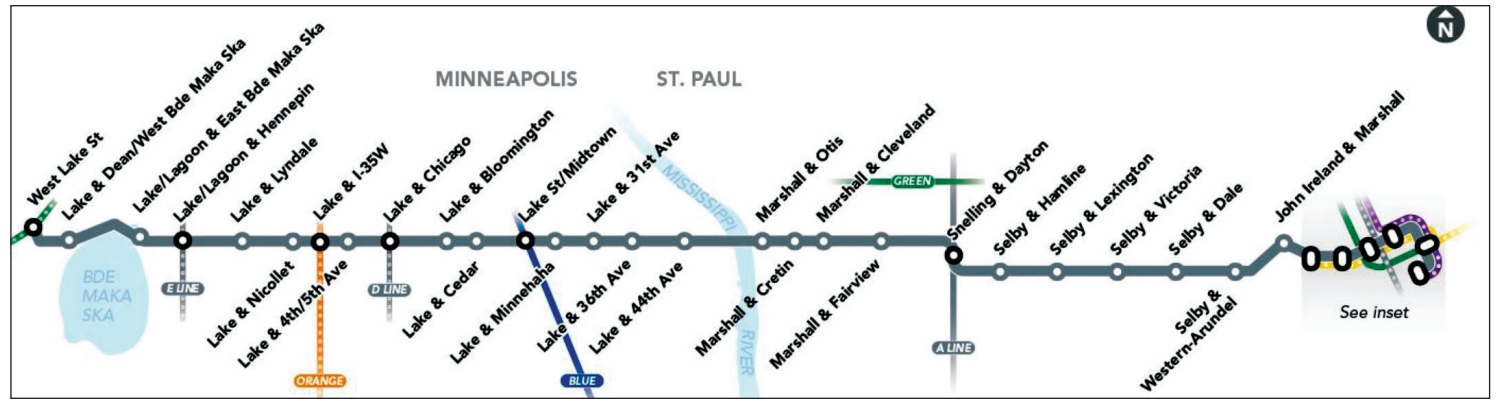 N
MINNEAPOLIS
ST. PAUL
West Lake St
Lake & Dean/West Bde Maka Ska
Lake/Lagoon & East Bde Maka Ska
Lake/Lagoon & Hennepin
Lake & Lyndale
Lake & I-35W
Lake & Chicago
Lake & Bloomington
Lake St/Midtown
Lake & 31st Ave
Marshall & Otis
Marshall & Cleveland
Snelling & Dayton
Selby & Hamline
Selby & Lexington
Selby & Victoria
Selby & Dale
John Ireland & Marshall
GREEN
MISSISSIPPI
RIVER
BDE
MAKA
SKA
E LINE
Lake & Nicollet
Lake & 4th/5th Ave
ORANGE
D LINE
Lake & Cedar
Lake & Minnehaha
BLUE
Lake & 36th Ave
Lake & 44th Ave
Marshall & Cretin
Marshall & Fairview
A LINE
Selby &
Western-Arundel
See inset